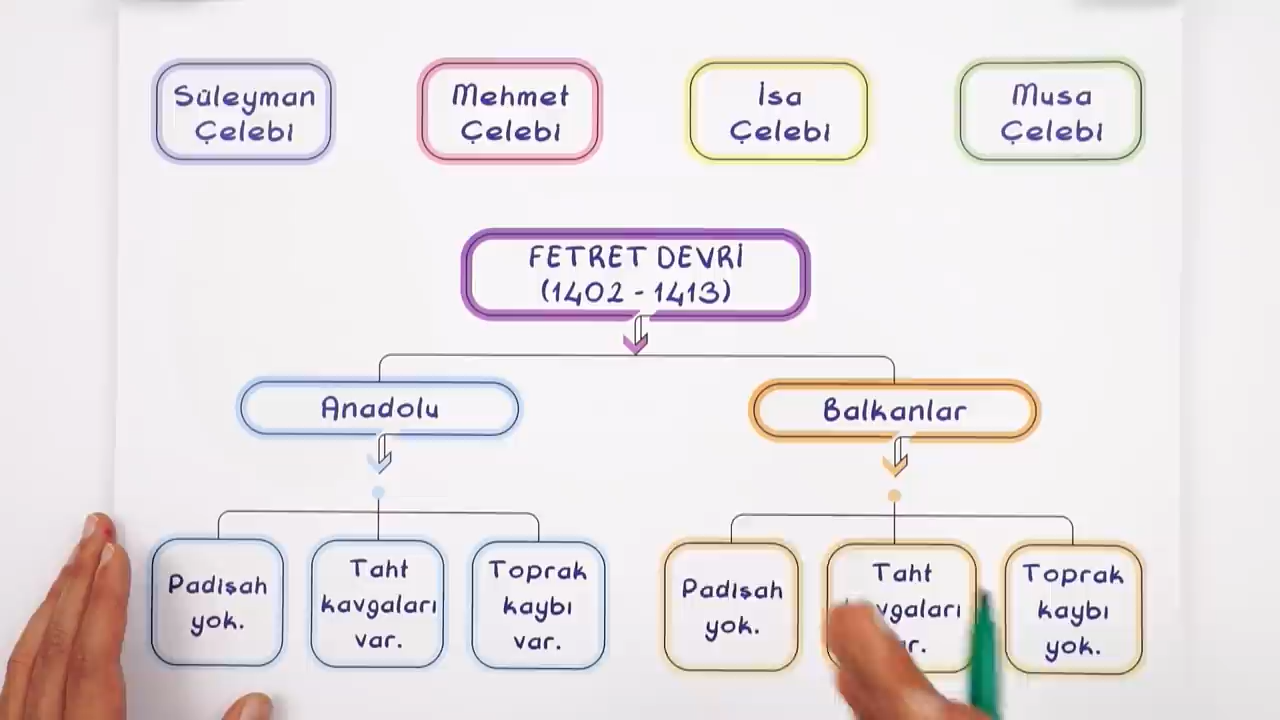 Süleyman
Çelebi
Mehmet
Çelebi
İsa
Çelebi
Musa
Çelebi
FETRET DEVRİ
(1402 - 1413)
Anadolu
Balkanlar
Padişah
yok.
Taht
kavgaları
var.
Toprak
kaybı
var.
Padişah
yok.
Taht
Toprak
kaybı
yok.